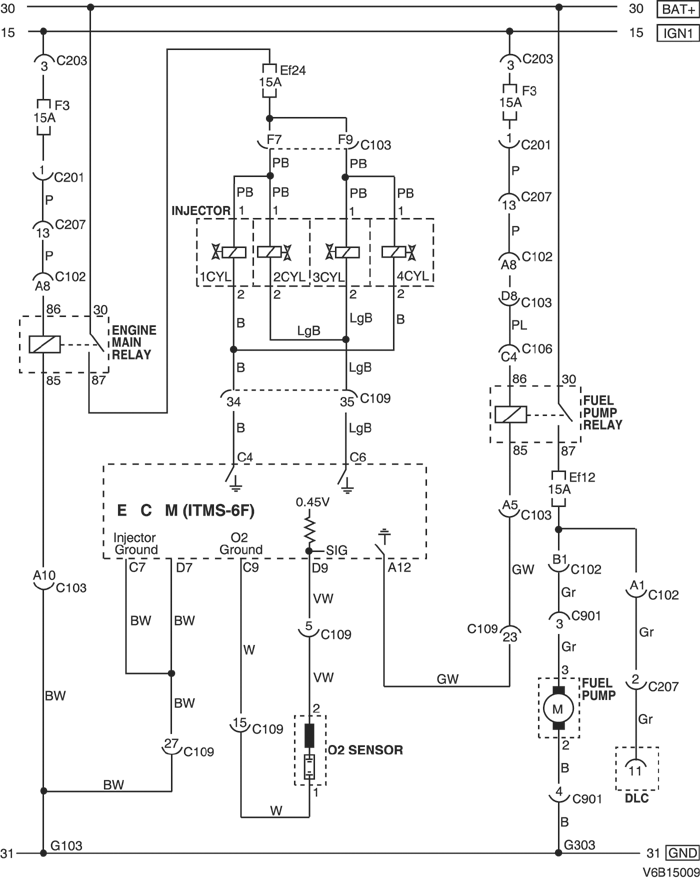 30 30 BAT+
15 15 IGN1
3 C203
F3
15A
1 C201
P
13 C207
P
A8 C102
86 30
ENGINE
MAIN
RELAY
85 87
Ef24
15A
F7 F9 C103
PB PB
PB PB PB PB
INJECTOR 1 1 1 1
1CYL 2CYL 3CYL 4CYL
2 2 2 2
B LgB LgB B
B LgB
34 35 C109
B LgB
C4 C6
E C M (ITMS-6F)
0.45V
Injector
Ground
O2
Ground
SIG
C7 D7 C9 D9 A12
3 C203
F3
15A
1 C201
P
13 C207
P
A8 C102
D8 C103
PL
C4 C106
86 30
FUEL
PUMP
RELAY
85 87
Ef12
15A
A5 C103
GW
C109 23
GW
B1 C102
Gr
3 C901
Gr
3
FUEL
PUMP
M
2
B
4 C901
B
A1 C102
Gr
2 C207
Gr
11
DLC
A10 C103
BW
BW BW
BW
27 C109
BW
W
15 C109
W
VW
5 C109
VW
2
O2 SENSOR
1
31 G103 G303 31 GND
V6B15009